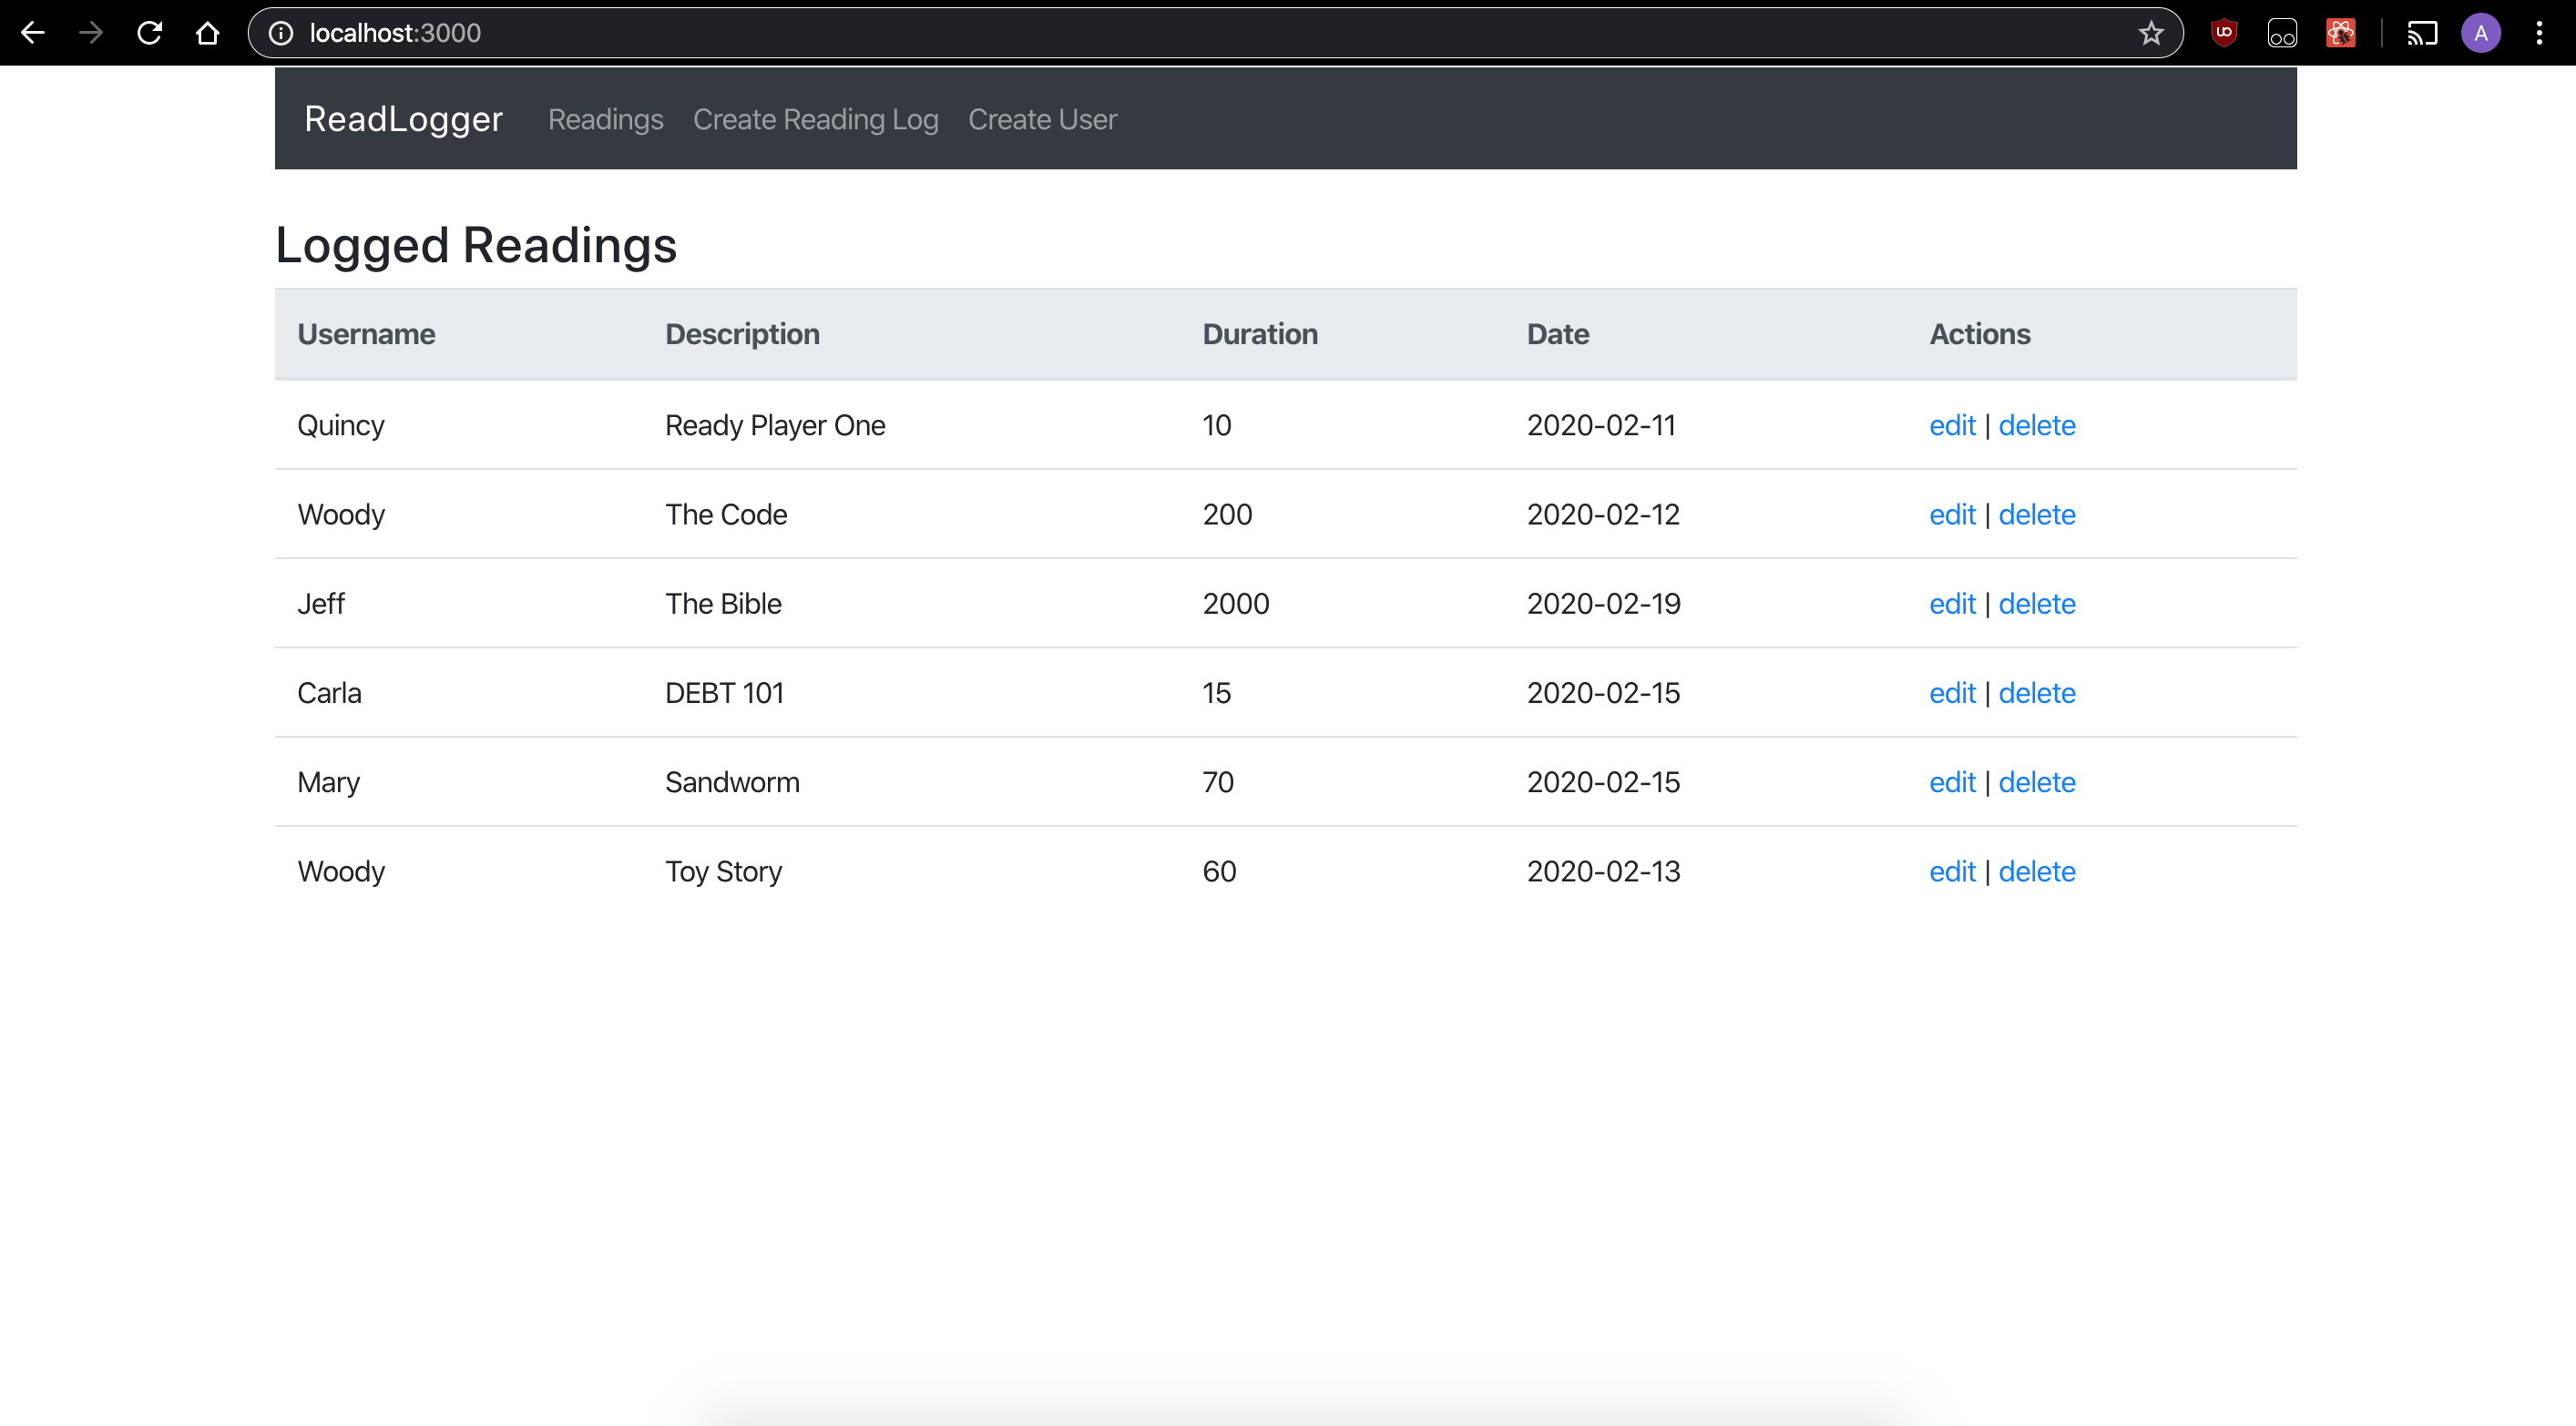 localhost:3000
A
ReadLogger Readings Create Reading Log Create User
Logged Readings
Username Description Duration Date Actions
Quincy Ready Player One 10 2020-02-11 edit | delete
Woody The Code 200 2020-02-12 edit | delete
Jeff The Bible 2000 2020-02-19 edit | delete
Carla DEBT 101 15 2020-02-15 edit | delete
Mary Sandworm 70 2020-02-15 edit | delete
Woody Toy Story 60 2020-02-13 edit | delete